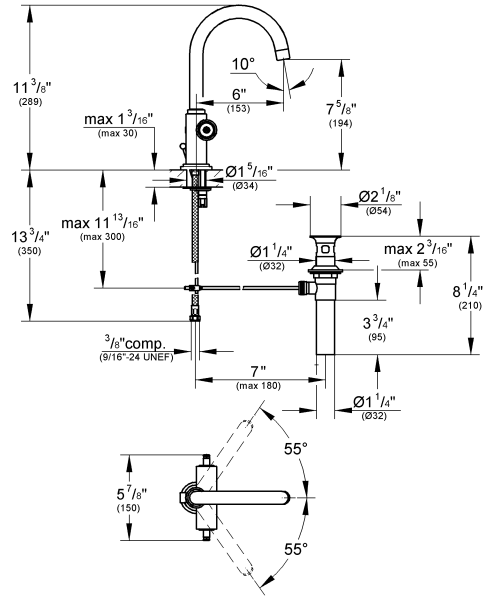 10°
6"
(153)
11 3/8"
(289)
7 5/8"
(194)
max 1 3/16"
(max 30)
Ø1 5/16"
(Ø34)
Ø2 1/8"
(Ø54)
max 11 13/16"
(max 300)
13 3/4"
(350)
Ø1 1/4"
(Ø32)
max 2 3/16"
(max 55)
8 1/4"
(210)
3 3/4"
(95)
3/8"comp.
(9/16"-24 UNEF)
7"
(max 180)
Ø1 1/4"
(Ø32)
55°
5 7/8"
(150)
55°